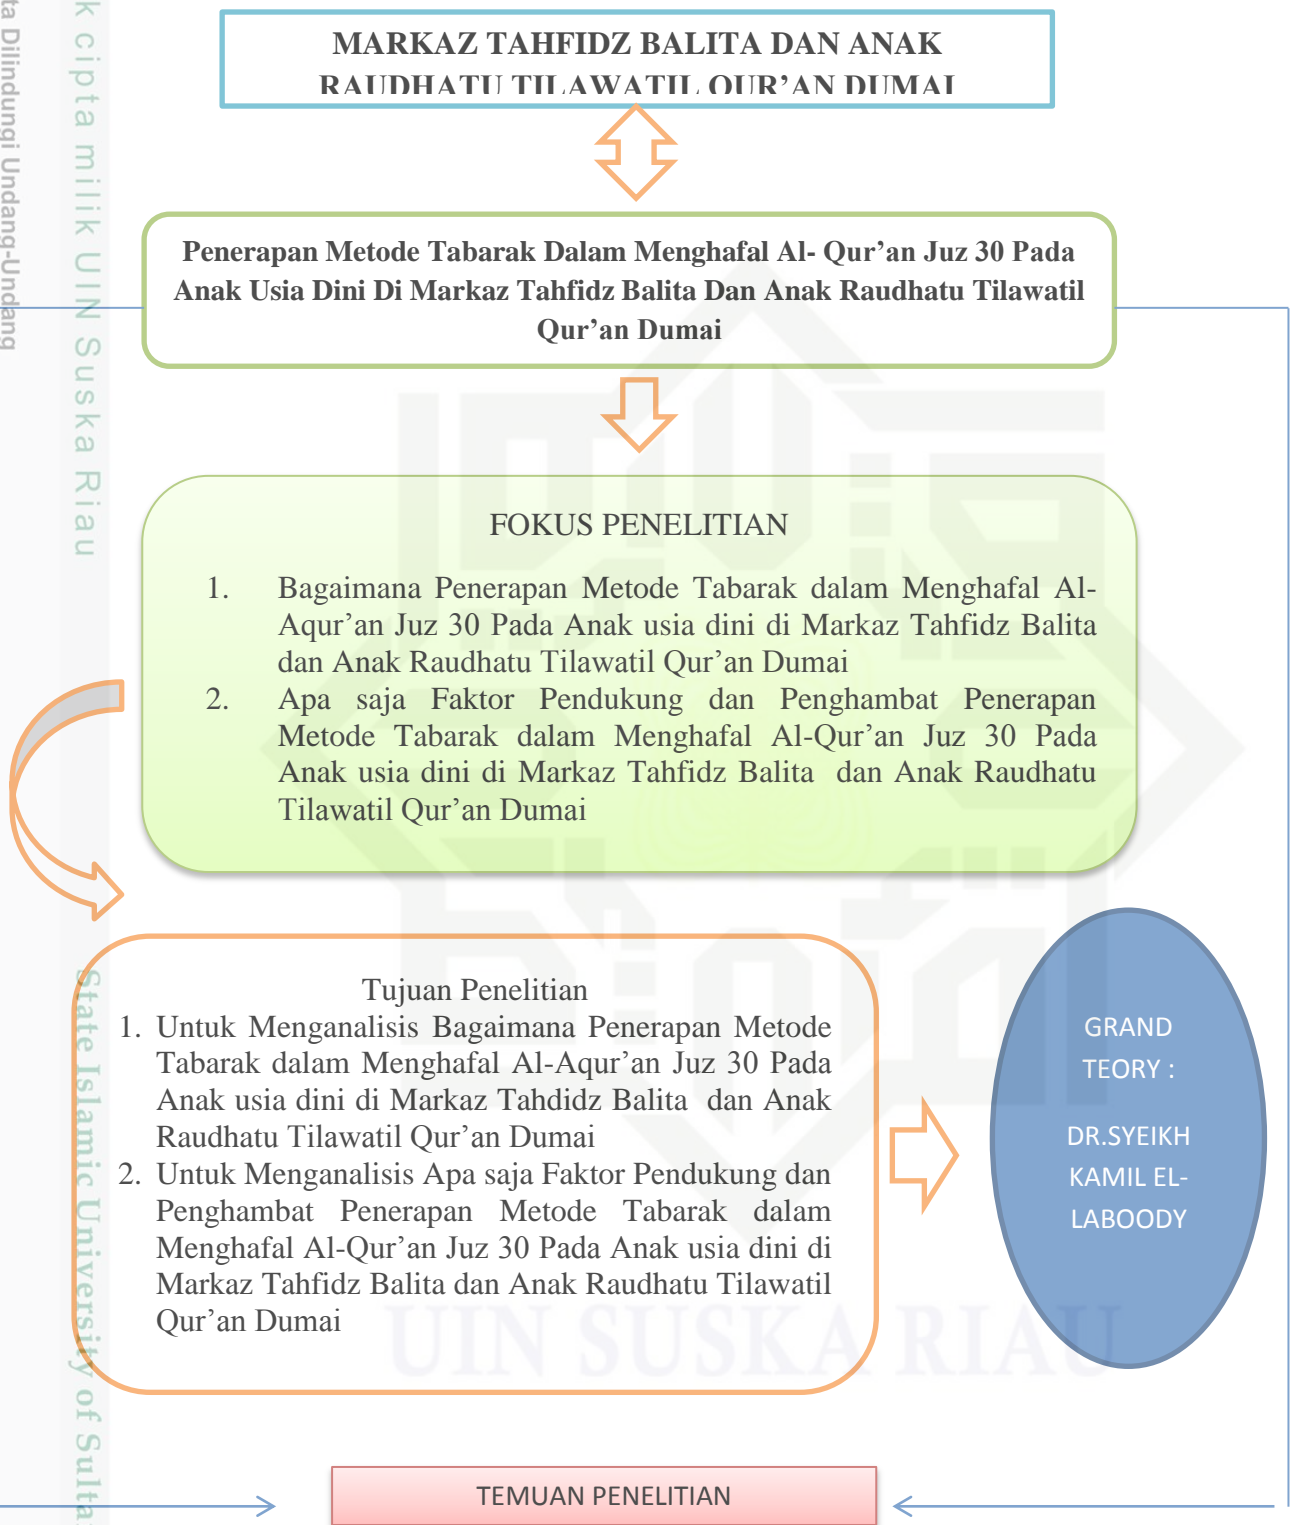 MARKAZ TAHFIDZ BALITA DAN ANAK
RAUDHATU TILAWATIL QUR’AN DUMAI
Penerapan Metode Tabarak Dalam Menghafal Al- Qur’an Juz 30 Pada
Anak Usia Dini Di Markaz Tahfidz Balita Dan Anak Raudhatu Tilawatil
Qur’an Dumai
FOKUS PENELITIAN
1. Bagaimana Penerapan Metode Tabarak dalam Menghafal Al-
Aqur’an Juz 30 Pada Anak usia dini di Markaz Tahfidz Balita
dan Anak Raudhatu Tilawatil Qur’an Dumai
2. Apa saja Faktor Pendukung dan Penghambat Penerapan
Metode Tabarak dalam Menghafal Al-Qur’an Juz 30 Pada
Anak usia dini di Markaz Tahfidz Balita dan Anak Raudhatu
Tilawatil Qur’an Dumai
Tujuan Penelitian
1. Untuk Menganalisis Bagaimana Penerapan Metode
Tabarak dalam Menghafal Al-Aqur’an Juz 30 Pada
Anak usia dini di Markaz Tahdidz Balita dan Anak
Raudhatu Tilawatil Qur’an Dumai
2. Untuk Menganalisis Apa saja Faktor Pendukung dan
Penghambat Penerapan Metode Tabarak dalam
Menghafal Al-Qur’an Juz 30 Pada Anak usia dini di
Markaz Tahfidz Balita dan Anak Raudhatu Tilawatil
Qur’an Dumai
GRAND
TEORY :
DR.SYEIKH
KAMIL EL-
LABOODY
TEMUAN PENELITIAN
UIN SUSKA RIAU
ta Dilindungi Undang-Undang
k cipta milik UIN Suska Riau
State Islamic University of Sulta